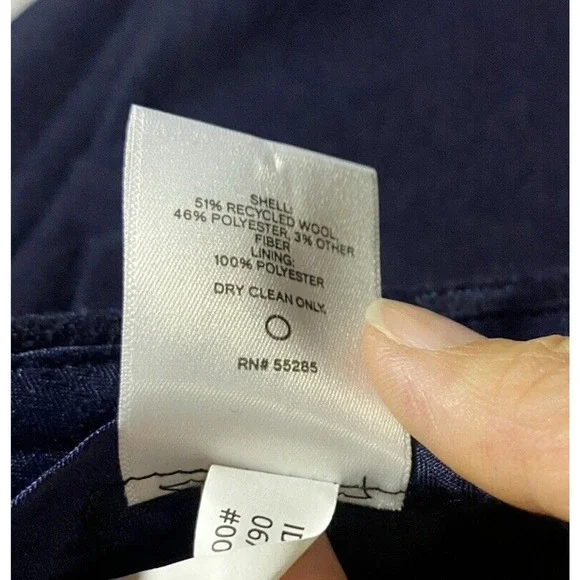 SHELL:
51% RECYCLED WOOL,
46% POLYESTER, 3% OTHER
FIBER
LINING:
100% POLYESTER
DRY CLEAN ONLY.
RN# 55285